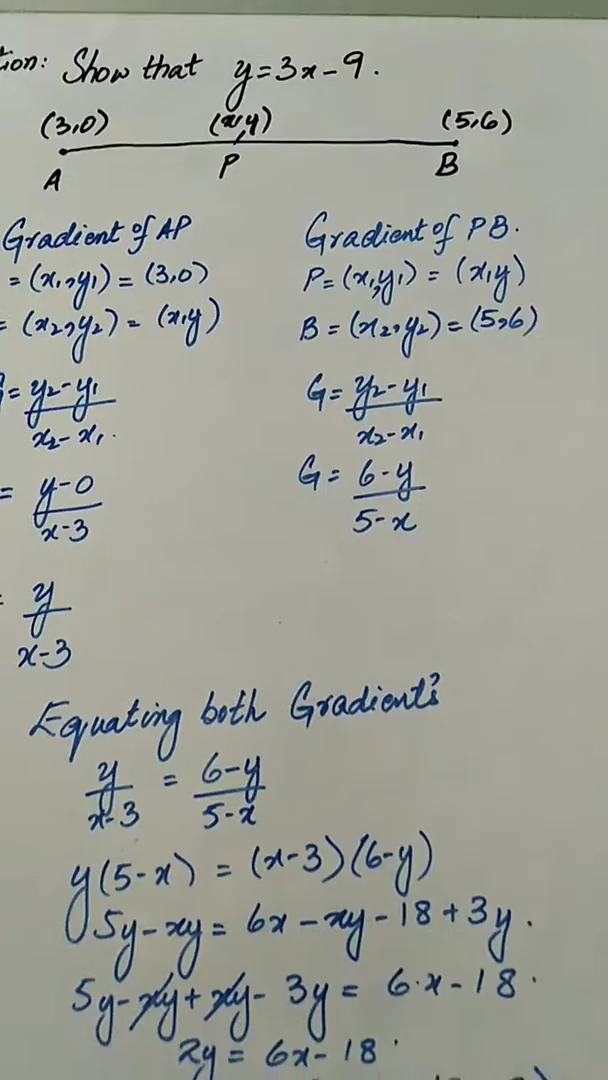 tion: Show that y=3x-9.
(3,0) (x,y) (5,6)
A P B
Gradient of AP
= (x₁,y₁) = (3,0)
= (x₂,y₂) = (x,y)
G = y₂-y₁ / x₂-x₁.
= y-0 / x-3
= y / x-3
Gradient of PB.
P = (x₁,y₁) = (x,y)
B = (x₂,y₂) = (5,6)
G = y₂-y₁ / x₂-x₁
G = 6-y / 5-x
Equating both Gradients
y / x-3 = 6-y / 5-x
y(5-x) = (x-3)(6-y)
5y-xy = 6x-xy-18+3y.
5y-xy+xy-3y = 6x-18.
2y = 6x-18.